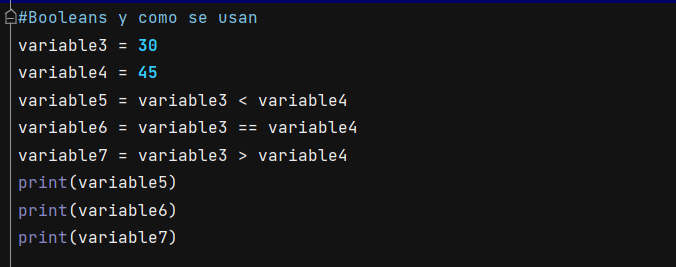 #Booleans y como se usan
variable3 = 30
variable4 = 45
variable5 = variable3 < variable4
variable6 = variable3 == variable4
variable7 = variable3 > variable4
print(variable5)
print(variable6)
print(variable7)